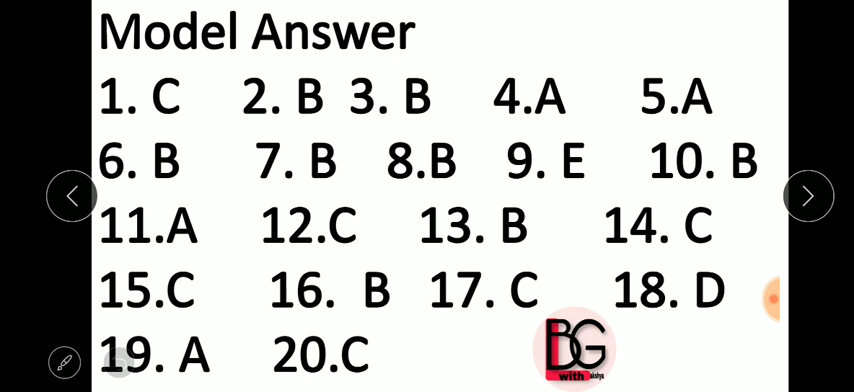 Model Answer
1. C 2. B 3. B 4.A 5.A
6. B 7. B 8.B 9. E 10. B
11.A 12.C 13. B 14. C
15.C 16. B 17. C 18. D
19. A 20.C
BG
with